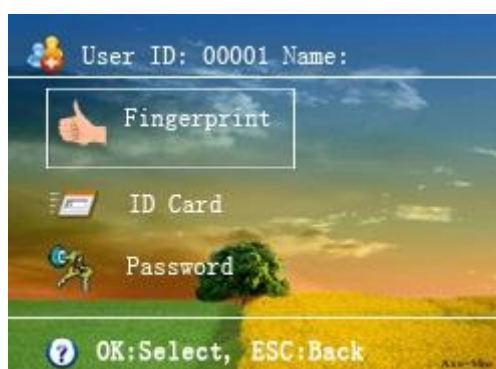 User ID: 00001 Name:
Fingerprint
ID Card
Password
OK:Select, ESC:Back